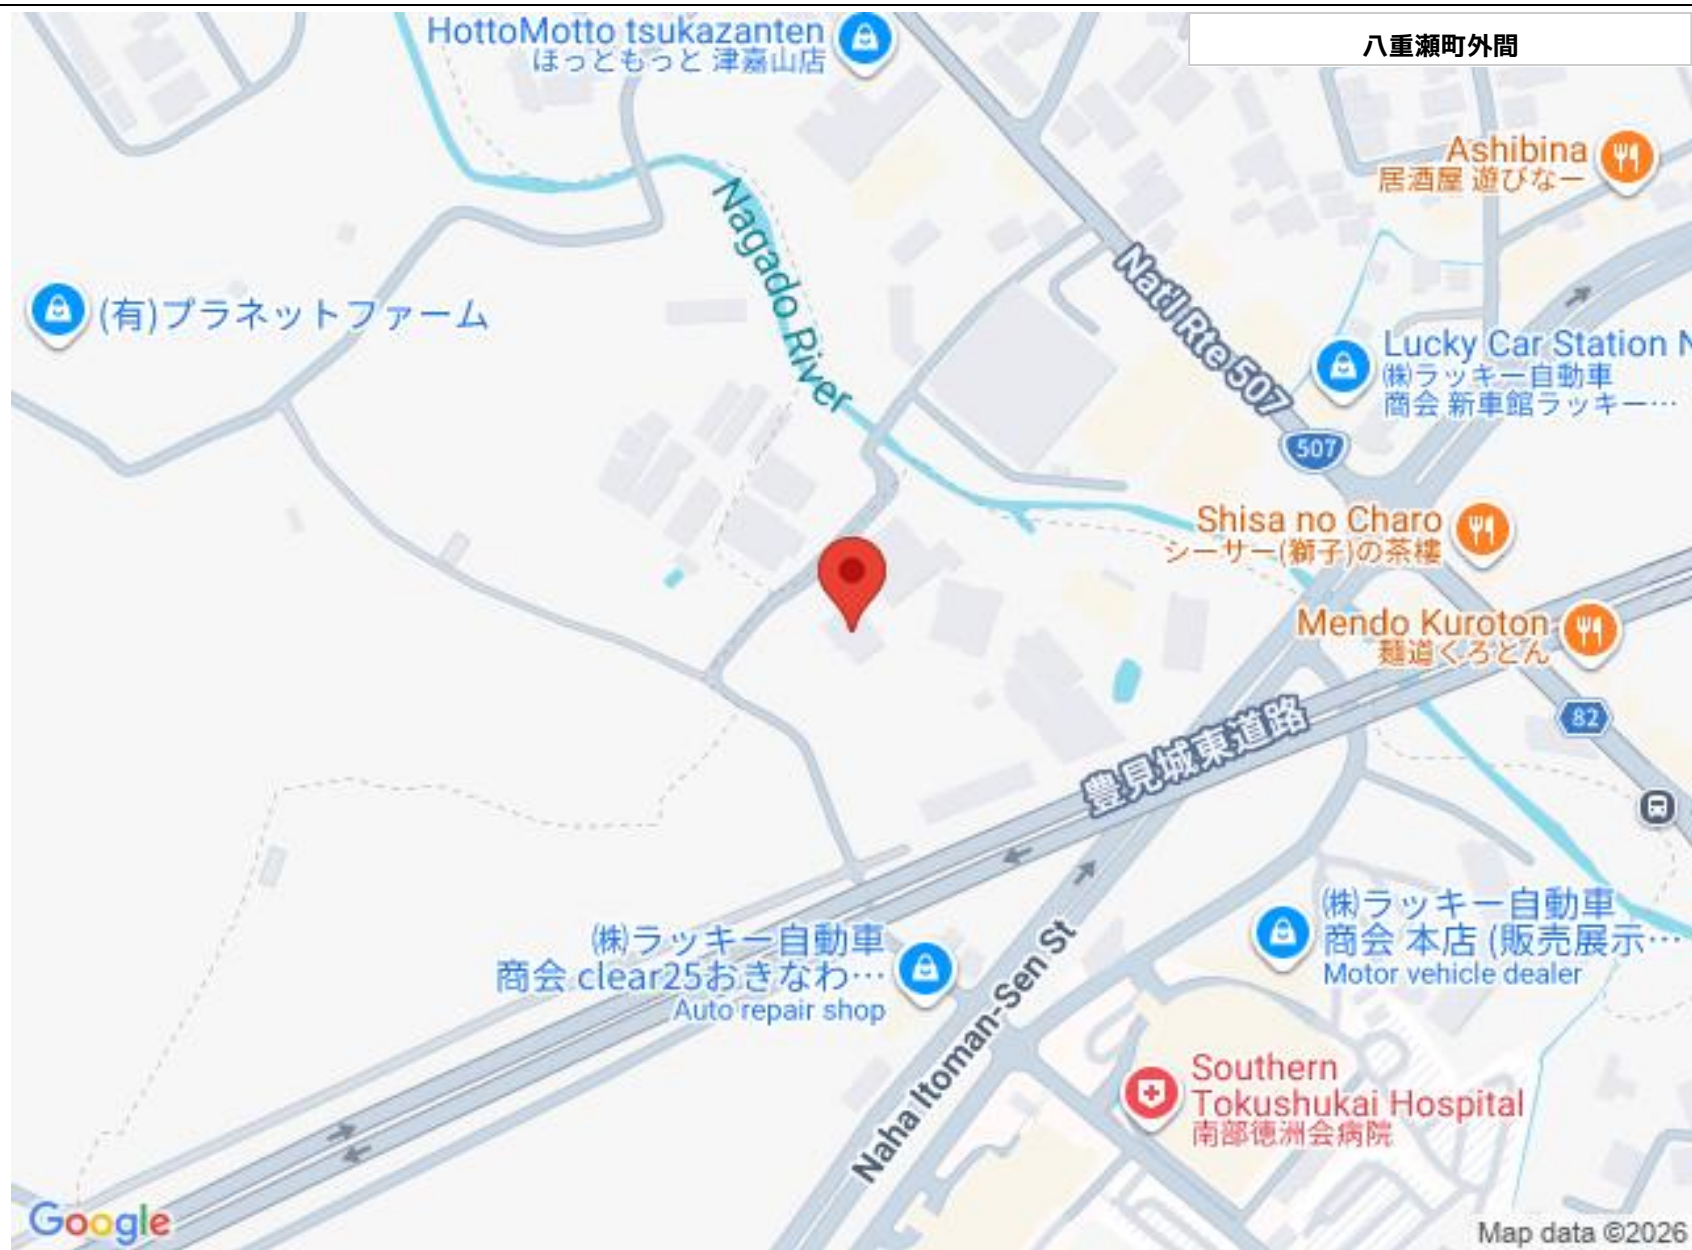 HottoMotto tsukazanten
ほっともっと 津嘉山店
八重瀬町外間
Ashibina
居酒屋 遊びなー
Nagado River
(有)プラネットファーム
Nat'l Rte 507
Lucky Car Station N
㈱ラッキー自動車
商会 新車館ラッキー…
507
Shisa no Charo
シーサー(獅子)の茶樓
Mendo Kuroton
麺道くろとん
82
豊見城東道路
㈱ラッキー自動車
商会 本店 (販売展示…
Motor vehicle dealer
㈱ラッキー自動車
商会 clear25おきなわ…
Auto repair shop
Naha Itoman-Sen St
Southern
Tokushukai Hospital
南部徳洲会病院
Google
Map data ©2026